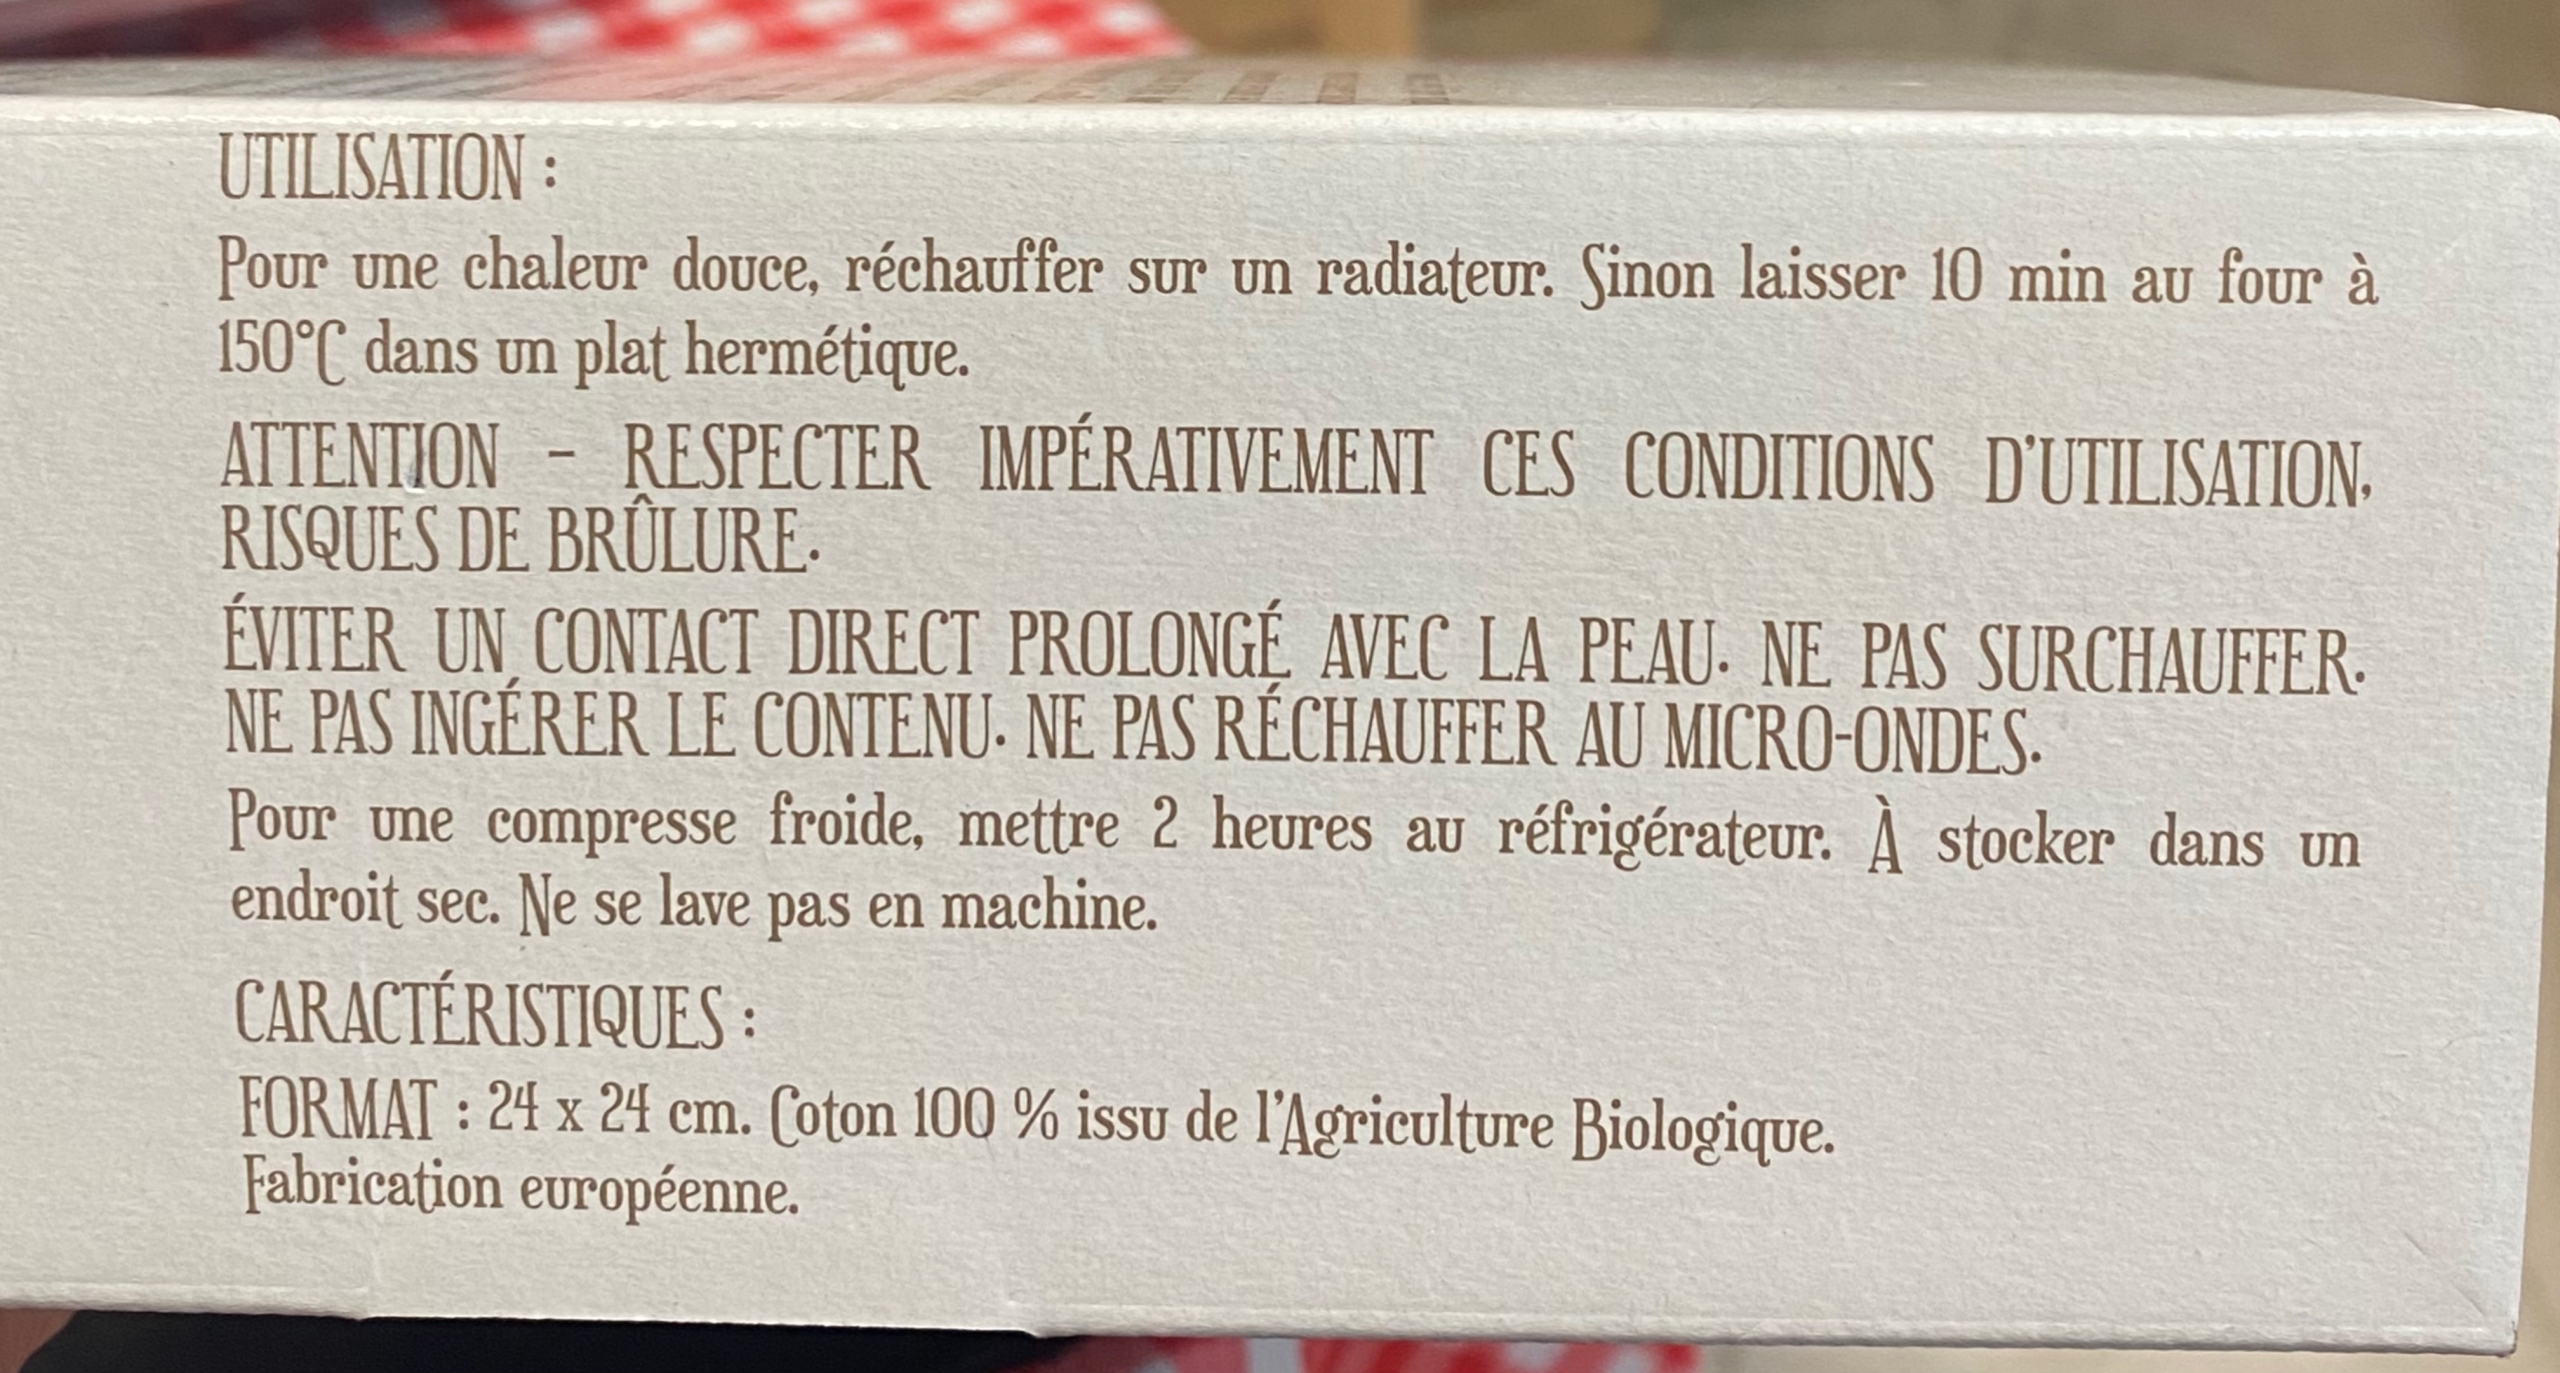 UTILISATION :
Pour une chaleur douce, réchauffer sur un radiateur. Sinon laisser 10 min au four à
150°C dans un plat hermétique.
ATTENTION - RESPECTER IMPÉRATIVEMENT CES CONDITIONS D'UTILISATION,
RISQUES DE BRÛLURE.
ÉVITER UN CONTACT DIRECT PROLONGÉ AVEC LA PEAU. NE PAS SURCHAUFFER.
NE PAS INGÉRER LE CONTENU. NE PAS RÉCHAUFFER AU MICRO-ONDES.
Pour une compresse froide, mettre 2 heures au réfrigérateur. À stocker dans un
endroit sec. Ne se lave pas en machine.
CARACTÉRISTIQUES :
FORMAT : 24 x 24 cm. Coton 100 % issu de l'Agriculture Biologique.
Fabrication européenne.